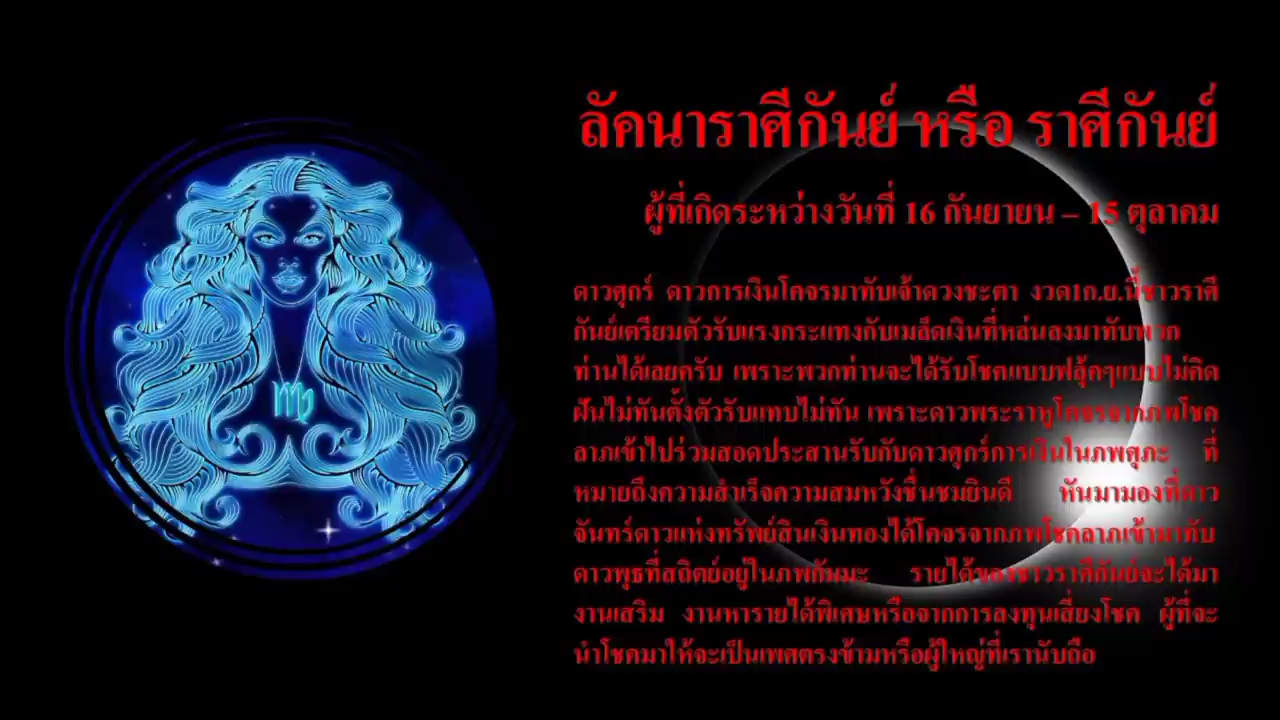 ลัคนาราศีกันย์ หรือ ราศีกันย์
ผู้ที่เกิดระหว่างวันที่ 16 กันยายน – 15 ตุลาคม
ดาวศุกร์ ดาวการเงินโคจรมาทับเจ้าดวงชะตา งวด1ก.ย.นี้ชาวราศี
กันย์เตรียมตัวรับแรงกระแทงกับเมล็ดเงินที่หล่นลงมาทับพวก
ท่านได้เลยครับ เพราะพวกท่านจะได้รับโชคแบบฟลุ้คๆแบบไม่คิด
ฝันไม่ทันตั้งตัวรับแทบไม่ทัน เพราะดาวพระราหูโคจรจากภพโชค
ลาภเข้าไปร่วมสอดประสานรับกับดาวศุกร์การเงินในภพศุภะ ที่
หมายถึงความสำเร็จความสมหวังชื่นชมยินดี หันมามองที่ดาว
จันทร์ดาวแห่งทรัพย์สินเงินทองได้โคจรจากภพโชคลาภเข้ามาทับ
ดาวพุธที่สถิตย์อยู่ในภพกัมมะ รายได้ของชาวราศีกันย์จะได้มา
งานเสริม งานหารายได้พิเศษหรือจากการลงทุนเสี่ยงโชค ผู้ที่จะ
นำโชคมาให้จะเป็นเพศตรงข้ามหรือผู้ใหญ่ที่เรานับถือ